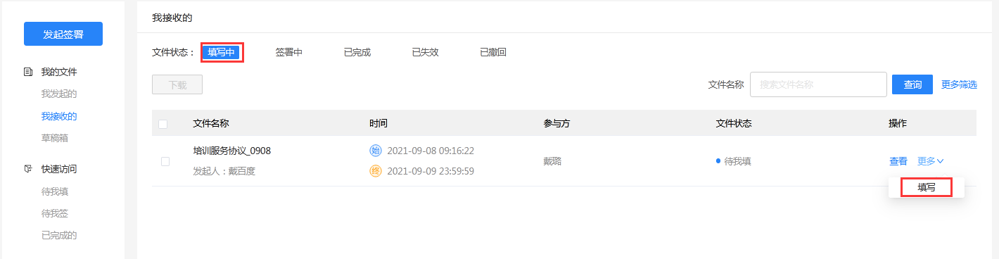 发起签署
我的文件
我发起的
我接收的
草稿箱
快速访问
待我填
待我签
已完成的
我接收的
文件状态： 填写中 签署中 已完成 已失效 已撤回
下载 文件名称 搜索文件名称 查询 更多筛选
文件名称 时间 参与方 文件状态 操作
培训服务协议_0908 始 2021-09-08 09:16:22
戴璐 待我填 查看 更多
发起人：戴百度 终 2021-09-09 23:59:59
填写